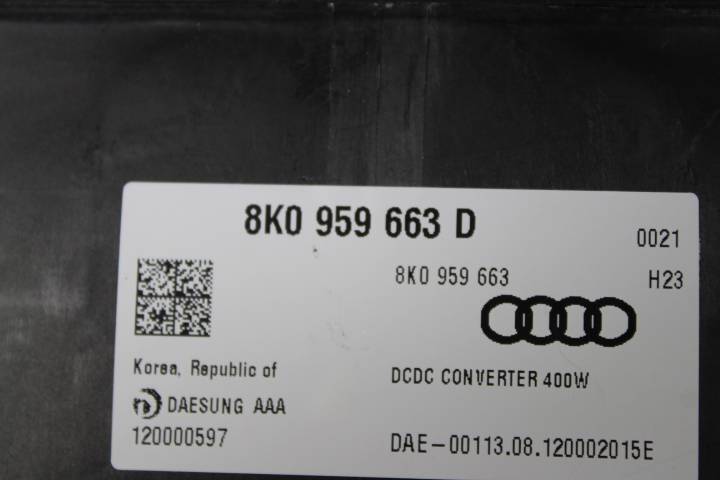 8K0 959 663 D
0021
8K0 959 663
H23
Korea, Republic of
DCDC CONVERTER 400W
DAESUNG AAA
120000597
DAE-00113.08.120002015E